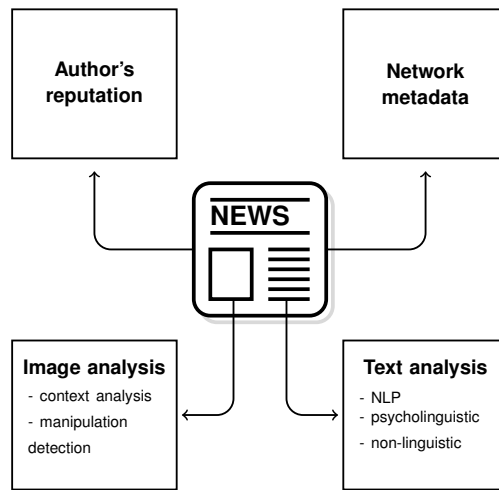 Author's
reputation
Network
metadata
NEWS
Image analysis
- context analysis
- manipulation
detection
Text analysis
- NLP
- psycholinguistic
- non-linguistic